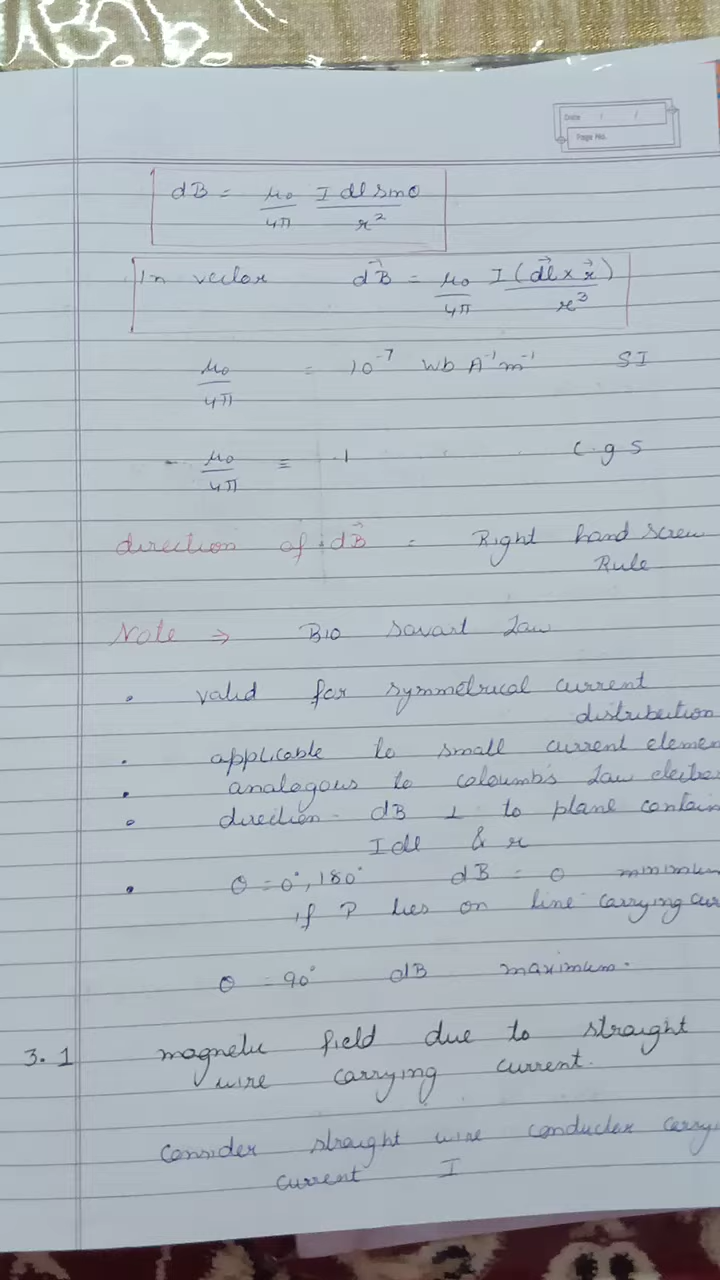 Date / /
Page No.
dB = μ0/4π I dl sinθ/r²
In vector dB⃗ = μ0/4π I (dl⃗ × r⃗)/r³
μ0/4π = 10⁻⁷ Wb A⁻¹m⁻¹ SI
- μ0/4π = 1 C.g S
direction of dB⃗ = Right hand screw
Rule
Note ⇒ Bio savart Law
• valid for symmetrical current
distribution
• applicable to small current elemen
• analogous to coloumb's Law electro
• direction - dB ⊥ to plane contain
Idl & r
• θ = 0°, 180° dB = 0 minimum
if P lies on line carrying cur
θ = 90° dB maximum.
3.1 magnetic field due to straight
wire carrying current.
Consider straight wire conductor carry
current I